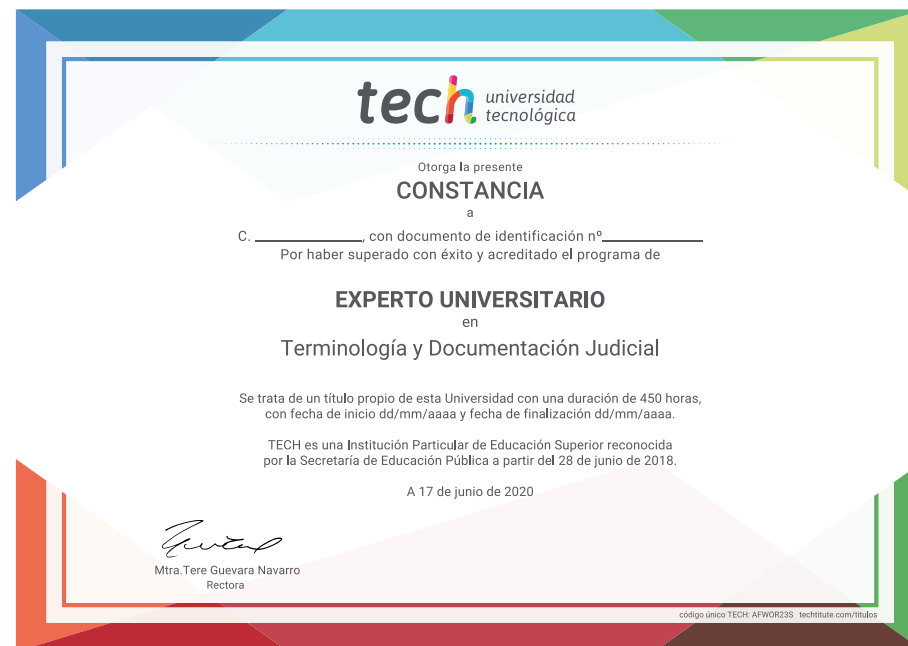 tech universidad
tecnológica
Otorga la presente
CONSTANCIA
a
C. ____________, con documento de identificación nº____________
Por haber superado con éxito y acreditado el programa de
EXPERTO UNIVERSITARIO
en
Terminología y Documentación Judicial
Se trata de un título propio de esta Universidad con una duración de 450 horas,
con fecha de inicio dd/mm/aaaa y fecha de finalización dd/mm/aaaa.
TECH es una Institución Particular de Educación Superior reconocida
por la Secretaría de Educación Pública a partir del 28 de junio de 2018.
A 17 de junio de 2020
Mtra.Tere Guevara Navarro
Rectora
código único TECH: AFWOR23S techtitute.com/titulos